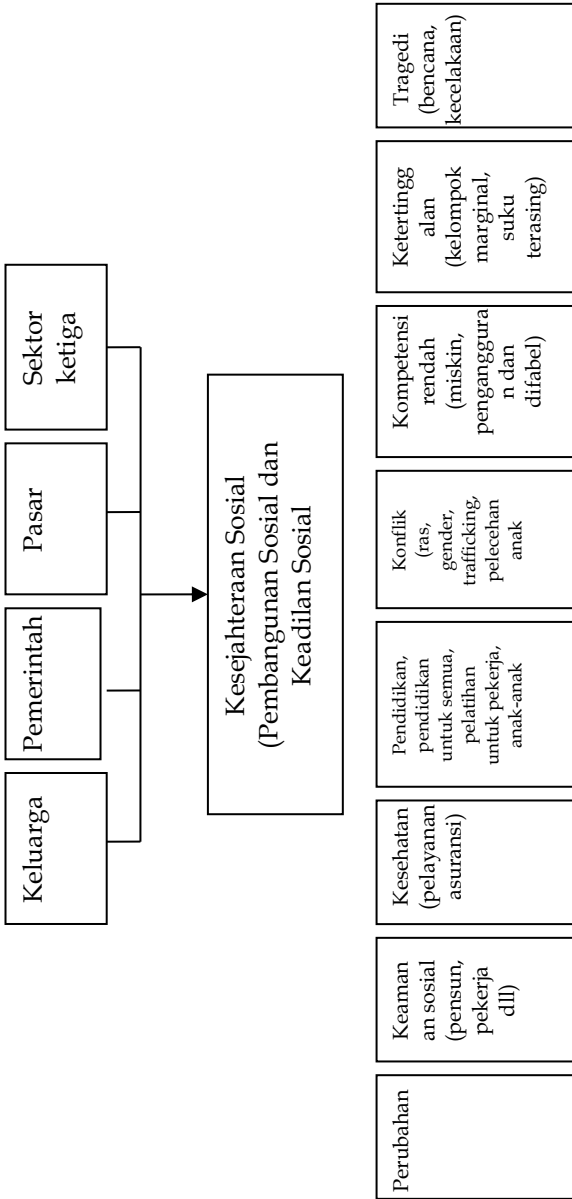 Keluarga
Pemerintah
Pasar
Sektor
ketiga
Kesejahteraan Sosial
(Pembangunan Sosial dan
Keadilan Sosial
Perubahan
Keaman
an sosial
(pensun,
pekerja
dll)
Kesehatan
(pelayanan
asuransi)
Pendidikan,
pendidikan
untuk semua,
pelatihan
untuk pekerja,
anak-anak
Konflik
(ras,
gender,
trafficking,
pelecehan
anak
Kompetensi
rendah
(miskin,
penganggura
n dan
difabel)
Ketertingg
alan
(kelompok
marginal,
suku
terasing)
Tragedi
(bencana,
kecelakaan)